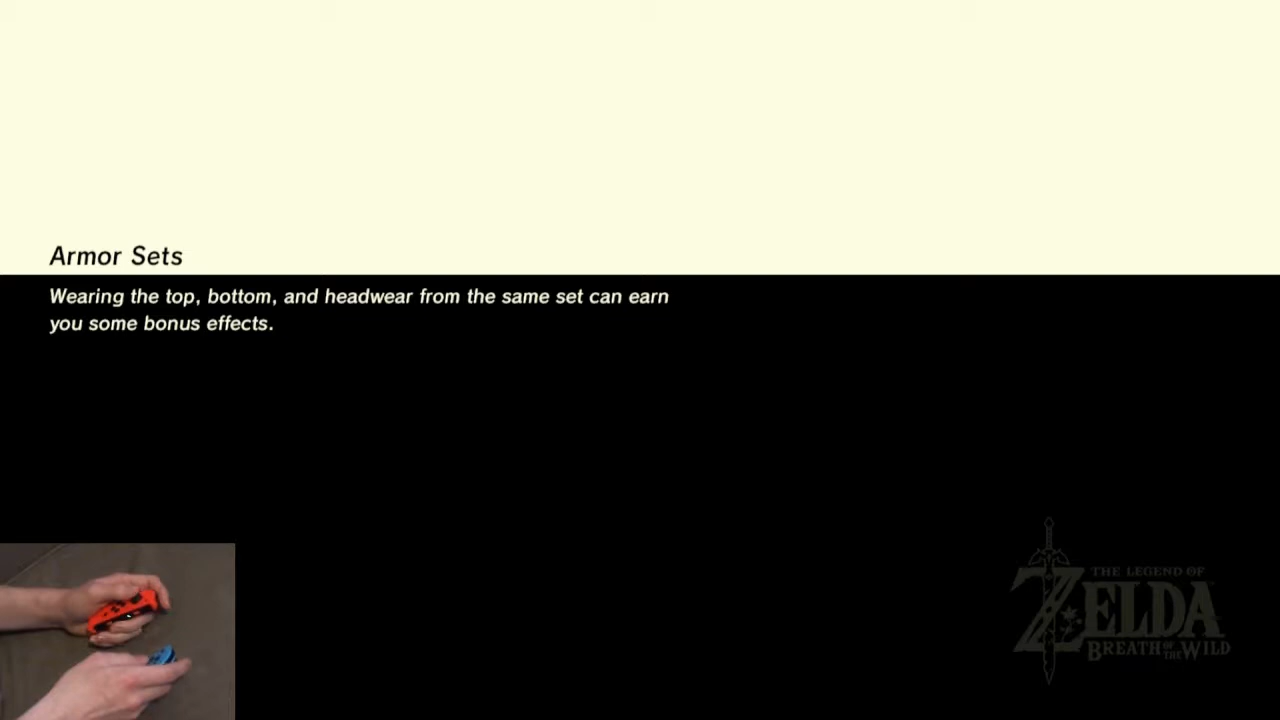 Armor Sets
Wearing the top, bottom, and headwear from the same set can earn
you some bonus effects.
THE LEGEND OF
ZELDA
BREATH OF THE WILD